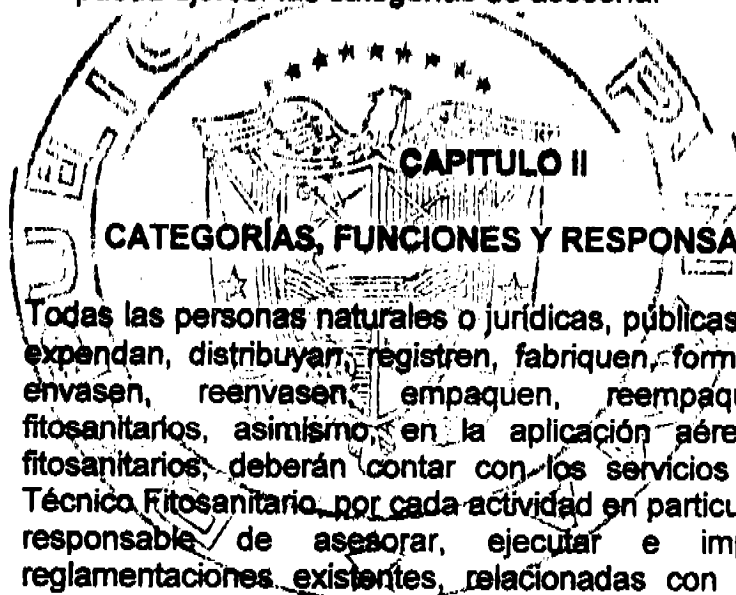 CAPITULO II
CATEGORÍAS, FUNCIONES Y RESPONSA
Todas las personas naturales o jurídicas, públicas
expendan, distribuyan, registren, fabriquen, form
envasen, reenvasen, empaquen, reempaqu
fitosanitarios, asimismo, en la aplicación aére
fitosanitarios, deberán contar con los servicios
Técnico Fitosanitario, por cada actividad en particu
responsable de asesorar, ejecutar e imp
reglamentaciones existentes, relacionadas con